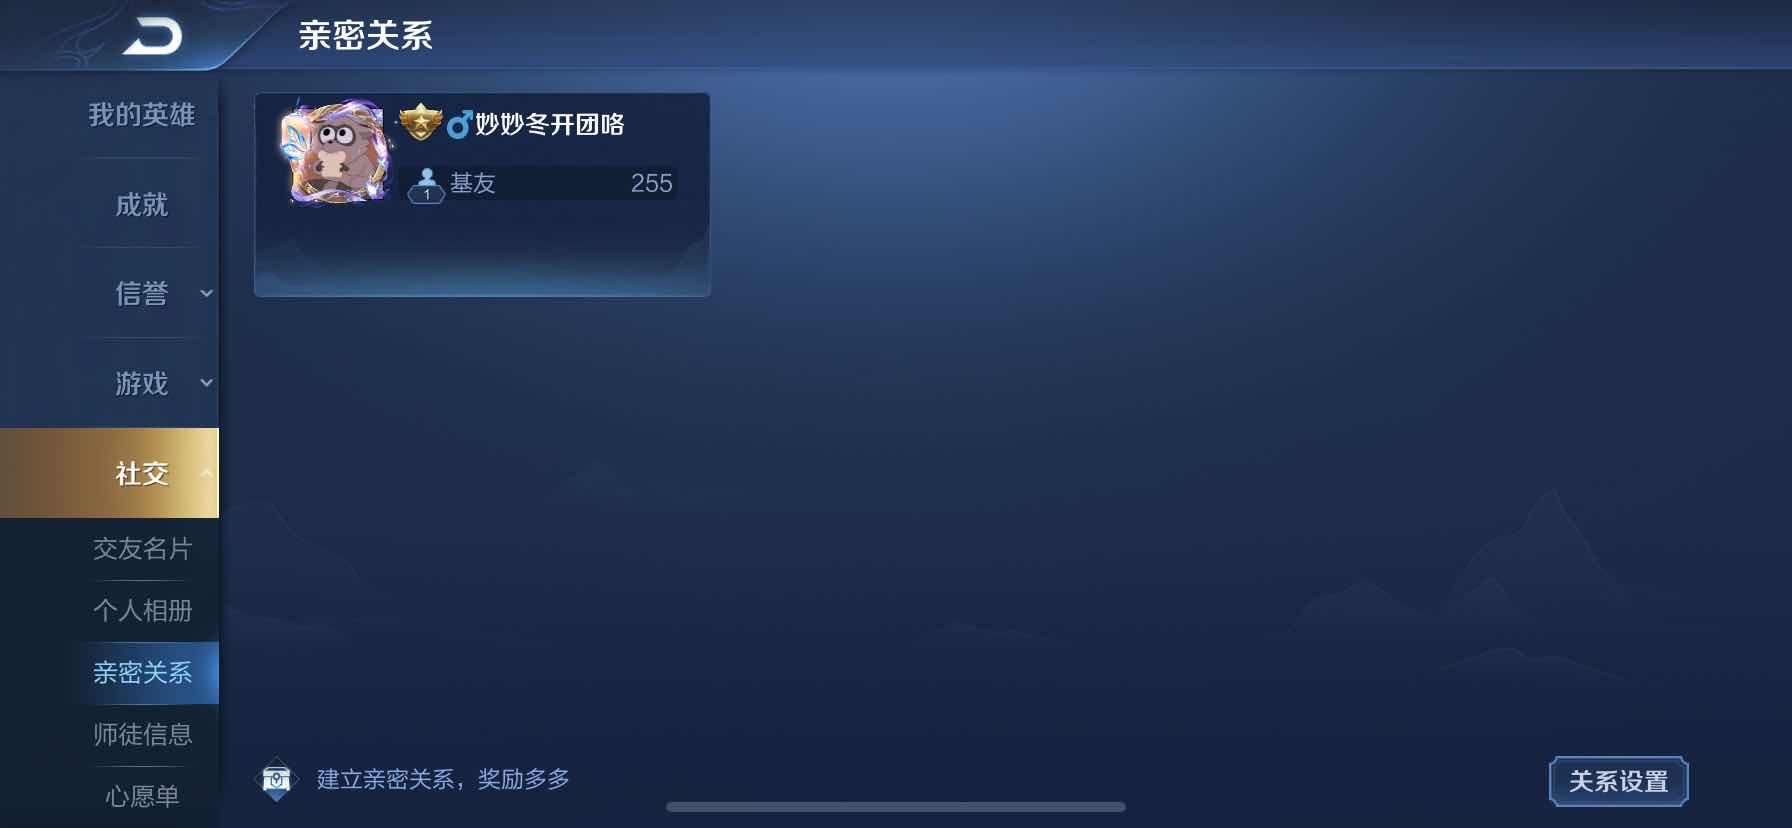 亲密关系
我的英雄
成就
信誉
游戏
社交
交友名片
个人相册
亲密关系
师徒信息
心愿单
妙妙冬开团咯
1 基友 255
建立亲密关系，奖励多多
关系设置